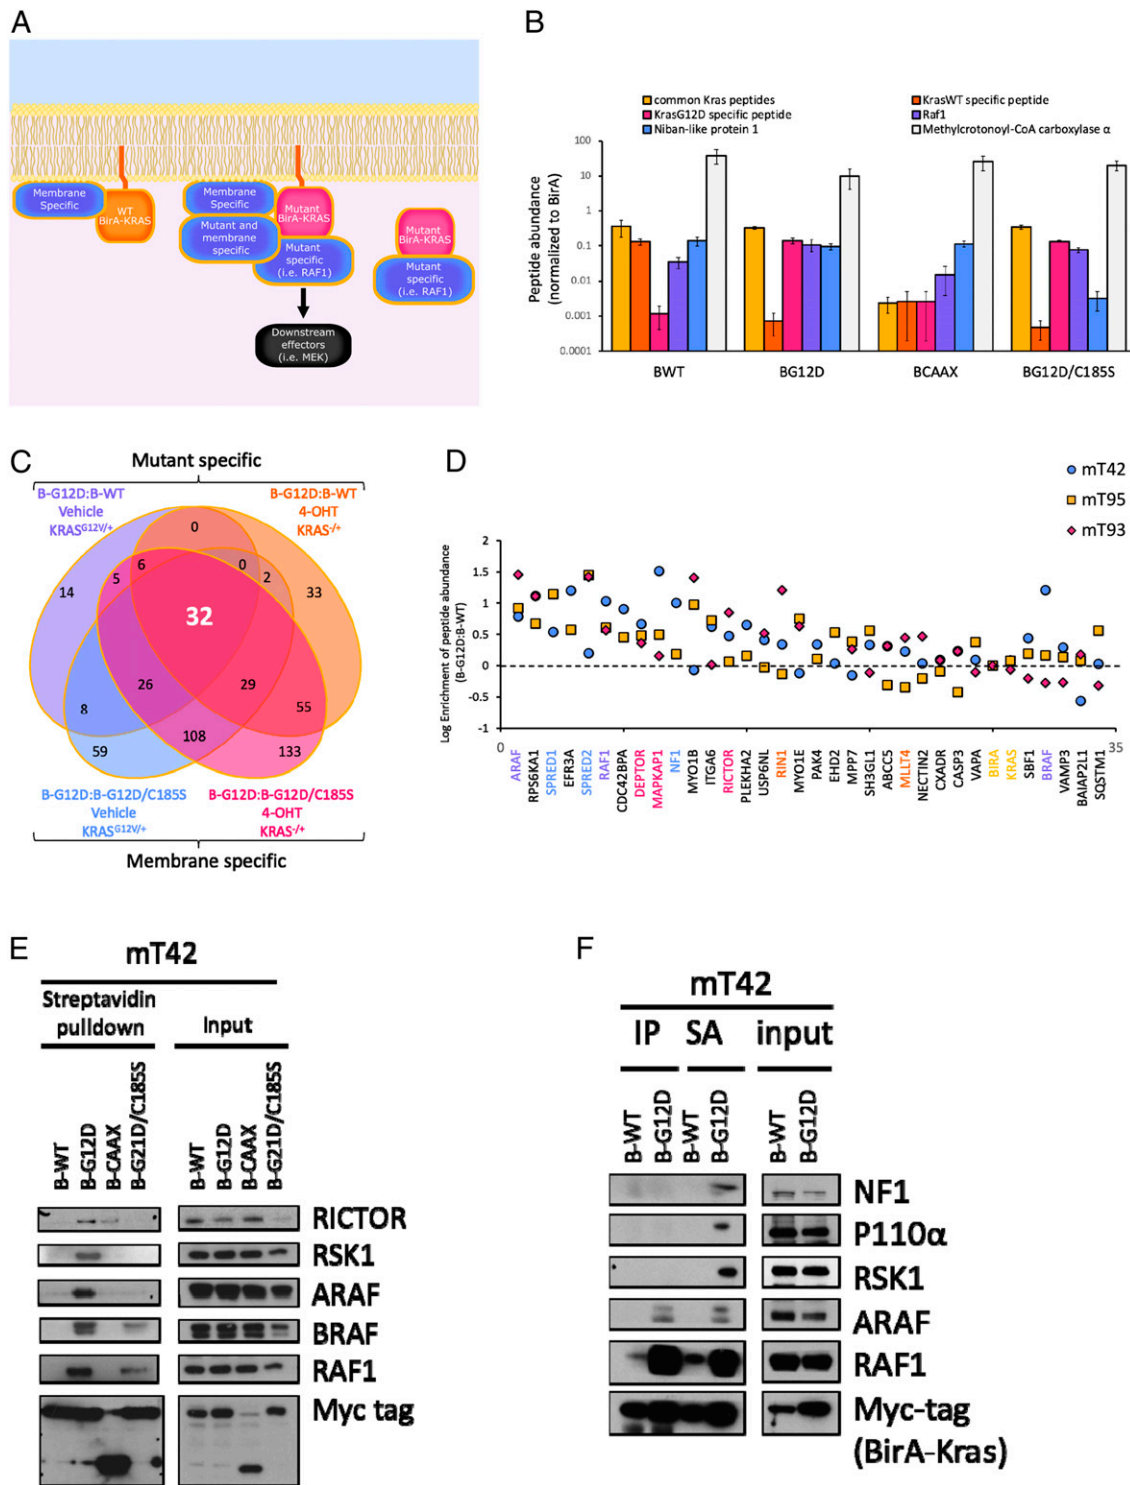 A
Membrane
Specific
WT
BirA-KRAS
Membrane
Specific
Mutant
BirA-KRAS
Mutant and
membrane
specific
Mutant
specific
(i.e. RAF1)
Mutant
BirA-KRAS
Mutant
specific
(i.e. RAF1)
Downstream
effectors
(i.e. MEK)
B
common Kras peptides
KrasWT specific peptide
KrasG12D specific peptide
Raf1
Niban-like protein 1
Methylcrotonoyl-CoA carboxylase α
Peptide abundance
(normalized to BirA)
100
10
1
0.1
0.01
0.001
0.0001
BWT
BG12D
BCAAX
BG12D/C185S
C
Mutant specific
B-G12D:B-WT
Vehicle
KRASG12V/+
B-G12D:B-WT
4-OHT
KRAS-/+
0
6
0
5
2
14
33
32
26
29
8
55
108
59
133
B-G12D:B-G12D/C185S
Vehicle
KRASG12V/+
B-G12D:B-G12D/C185S
4-OHT
KRAS-/+
Membrane specific
D
mT42
mT95
mT93
Log Enrichment of peptide abundance
(B-G12D:B-WT)
2
1.5
1
0.5
0
-0.5
-1
0
35
ARAF
RPS6KA1
SPRED1
EFR3A
SPRED2
RAF1
CDC42BPA
DEPTOR
MAPKAP1
NF1
MYO1B
ITGA6
RICTOR
PLEKHA2
USP6NL
RIN1
MYO1E
PAK4
EHD2
MPP7
SH3GL1
ABCC5
MLLT4
NECTIN2
CXADR
CASP3
VAPA
BIRA
KRAS
SBF1
BRAF
VAMP3
BAIAP2L1
SQSTM1
E
mT42
Streptavidin
pulldown
Input
B-WT
B-G12D
B-CAAX
B-G21D/C185S
B-WT
B-G12D
B-CAAX
B-G21D/C185S
RICTOR
RSK1
ARAF
BRAF
RAF1
Myc tag
F
mT42
IP
SA
input
B-WT
B-G12D
B-WT
B-G12D
B-WT
B-G12D
NF1
P110α
RSK1
ARAF
RAF1
Myc-tag
(BirA-Kras)